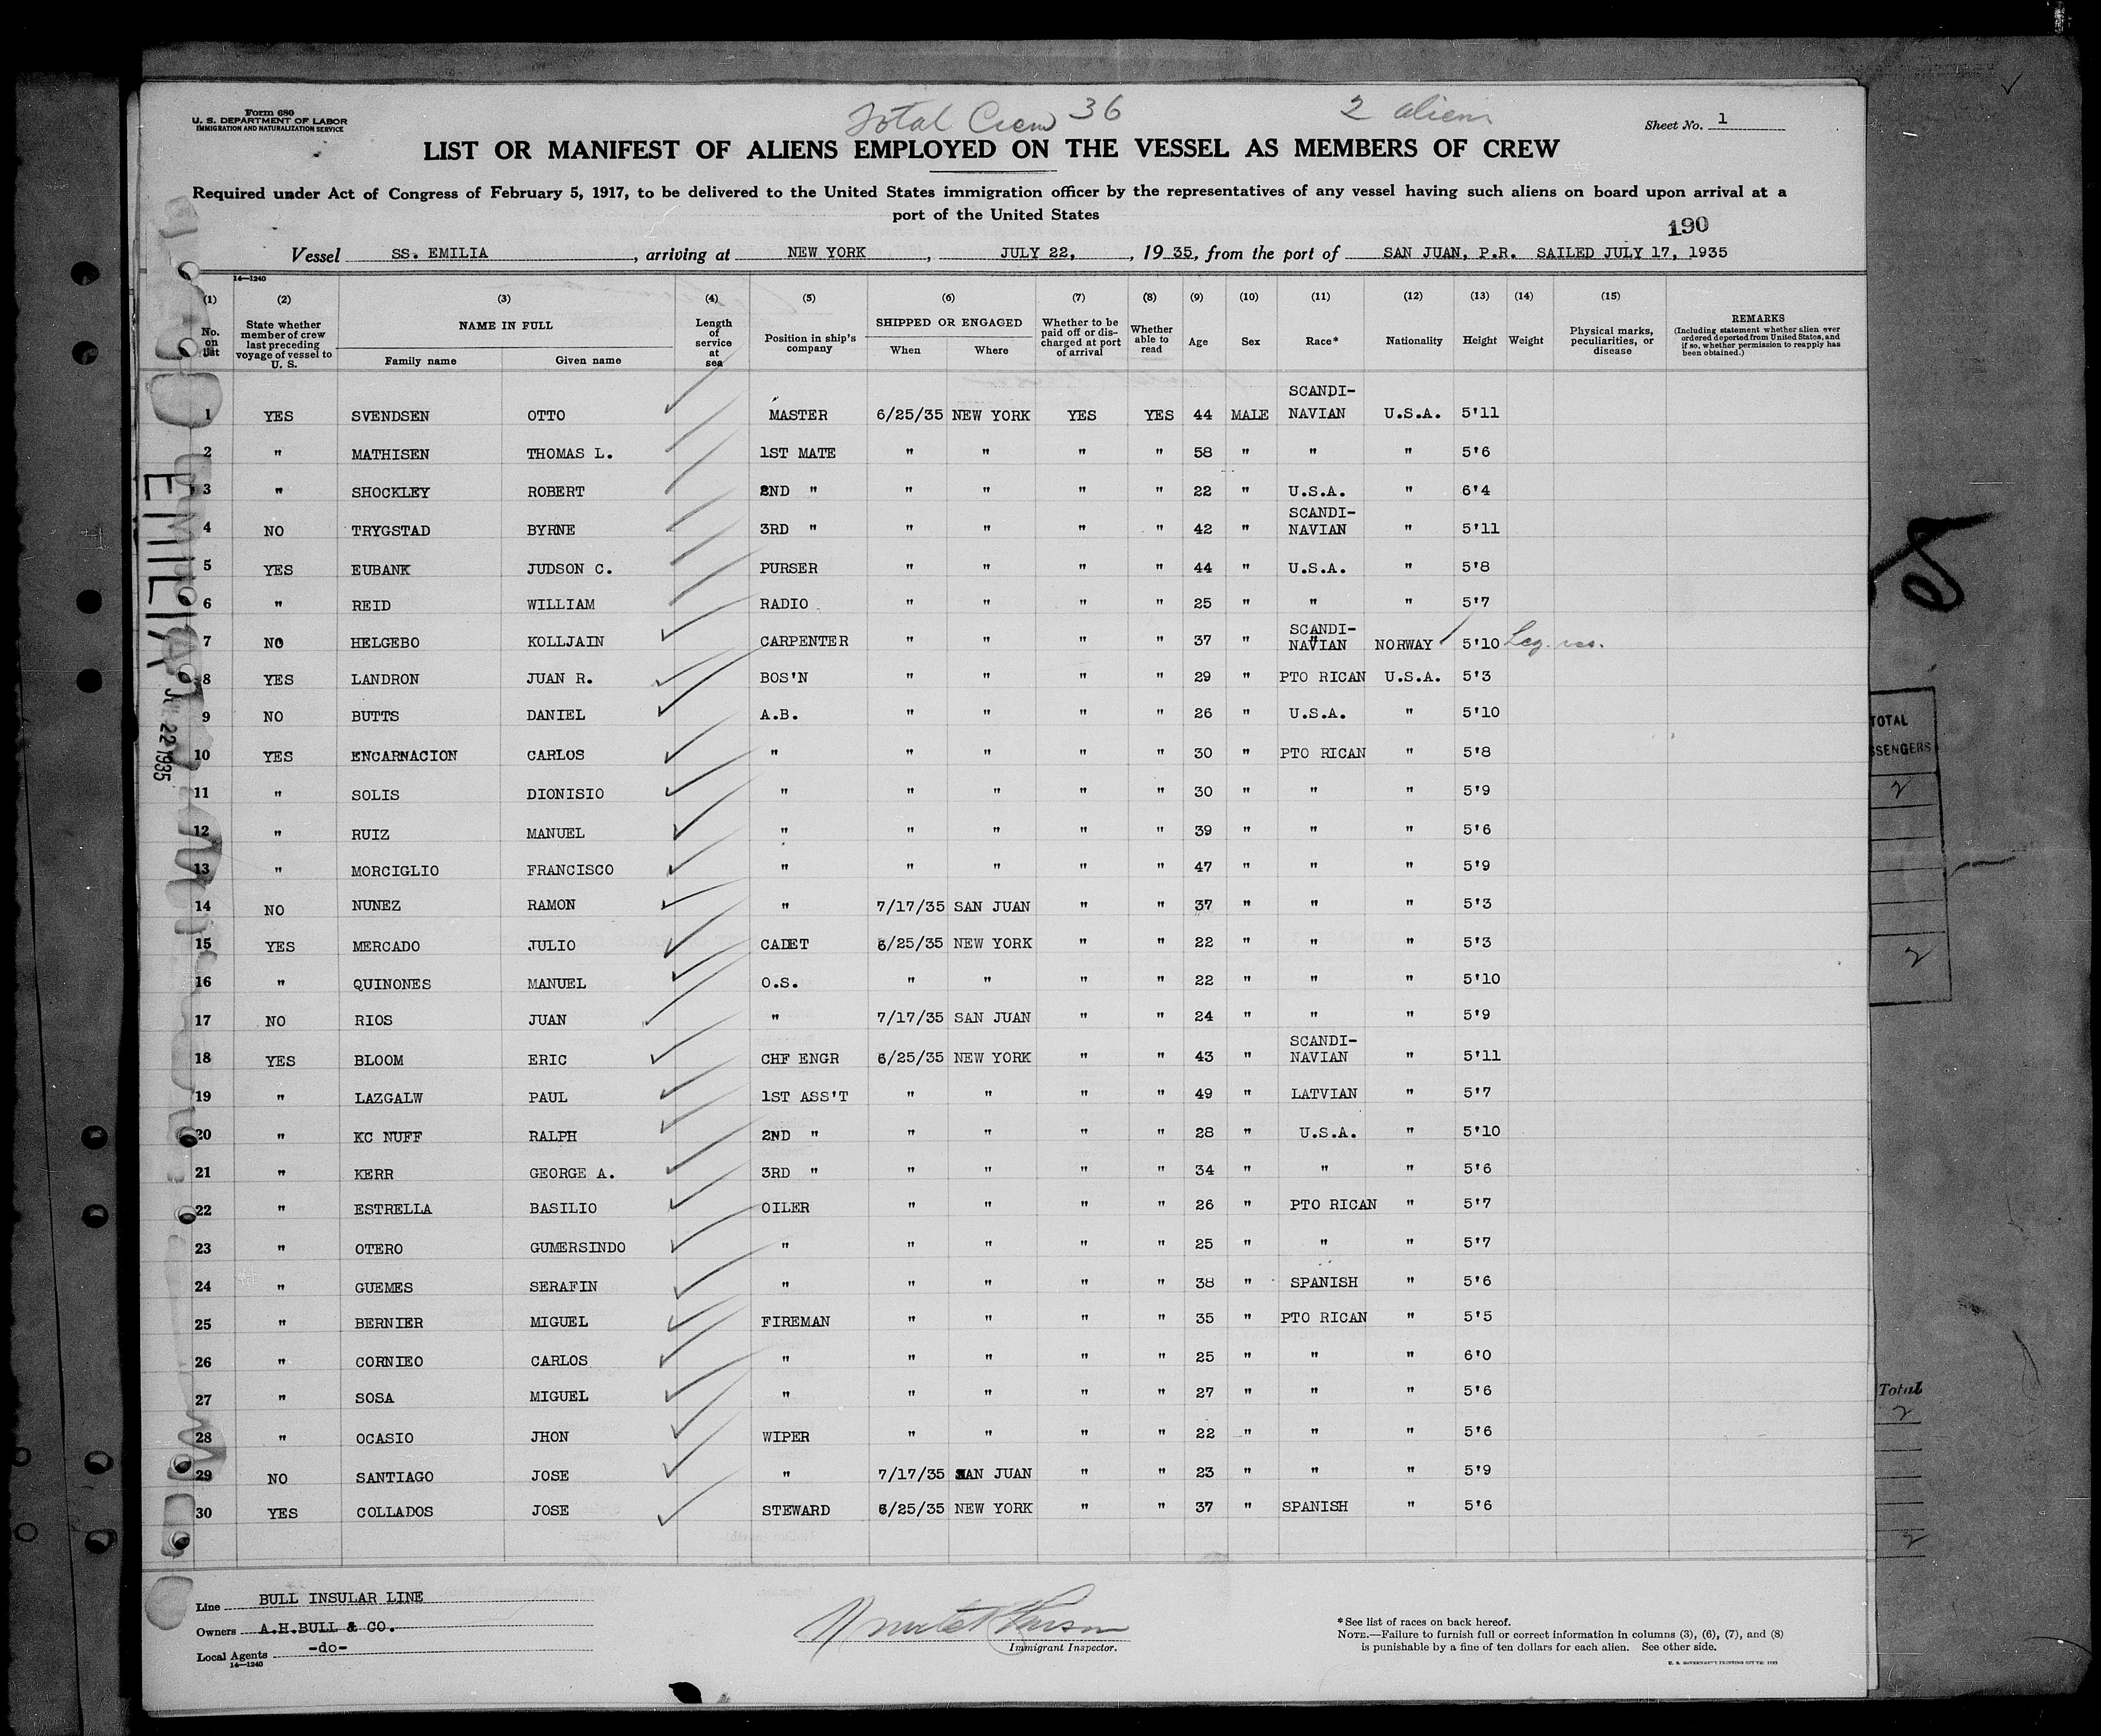 Form 680
U. S. DEPARTMENT OF LABOR
IMMIGRATION AND NATURALIZATION SERVICE
Total Crew 36
2 aliens
Sheet No. 1
LIST OR MANIFEST OF ALIENS EMPLOYED ON THE VESSEL AS MEMBERS OF CREW
Required under Act of Congress of February 5, 1917, to be delivered to the United States immigration officer by the representatives of any vessel having such aliens on board upon arrival at a
port of the United States
190
Vessel SS. EMILIA, arriving at NEW YORK, JULY 22, , 19 35, from the port of SAN JUAN, P.R. SAILED JULY 17, 1935
14—1240
(1) (2) (3) (4) (5) (6) (7) (8) (9) (10) (11) (12) (13) (14) (15)
No. on list
State whether member of crew last preceding voyage of vessel to U. S.
NAME IN FULL
Family name Given name
Length of service at sea
Position in ship's company
SHIPPED OR ENGAGED
When Where
Whether to be paid off or discharged at port of arrival
Whether able to read
Age Sex Race* Nationality Height Weight
Physical marks, peculiarities, or disease
REMARKS
(Including statement whether alien ever ordered deported from United States, and if so, whether permission to reapply has been obtained.)
1 YES SVENDSEN OTTO MASTER 6/25/35 NEW YORK YES YES 44 MALE SCANDI-NAVIAN U.S.A. 5'11
2 " MATHISEN THOMAS L. 1ST MATE " " " " 58 " " " 5'6
3 " SHOCKLEY ROBERT 2ND " " " " " 22 " U.S.A. " 6'4
4 NO TRYGSTAD BYRNE 3RD " " " " " 42 " SCANDI-NAVIAN " 5'11
5 YES EUBANK JUDSON C. PURSER " " " " 44 " U.S.A. " 5'8
6 " REID WILLIAM RADIO " " " " 25 " " " 5'7
7 NO HELGEBO KOLLJAIN CARPENTER " " " " 37 " SCANDI-NAVIAN NORWAY 5'10 Leg. res.
8 YES LANDRON JUAN R. BOS'N " " " " 29 " PTO RICAN U.S.A. 5'3
9 NO BUTTS DANIEL A.B. " " " " 26 " U.S.A. " 5'10
10 YES ENCARNACION CARLOS " " " " " 30 " PTO RICAN " 5'8
11 " SOLIS DIONISIO " " " " " 30 " " " 5'9
12 " RUIZ MANUEL " " " " " 39 " " " 5'6
13 " MORCIGLIO FRANCISCO " " " " " 47 " " " 5'9
14 NO NUNEZ RAMON " 7/17/35 SAN JUAN " " 37 " " " 5'3
15 YES MERCADO JULIO CADET 6/25/35 NEW YORK " " 22 " " " 5'3
16 " QUINONES MANUEL O.S. " " " " 22 " " " 5'10
17 NO RIOS JUAN " 7/17/35 SAN JUAN " " 24 " " " 5'9
18 YES BLOOM ERIC CHF ENGR 6/25/35 NEW YORK " " 43 " SCANDI-NAVIAN " 5'11
19 " LAZGALW PAUL 1ST ASS'T " " " " 49 " LATVIAN " 5'7
20 " KC NUFF RALPH 2ND " " " " " 28 " U.S.A. " 5'10
21 " KERR GEORGE A. 3RD " " " " " 34 " " " 5'6
22 " ESTRELLA BASILIO OILER " " " " 26 " PTO RICAN " 5'7
23 " OTERO GUMERSINDO " " " " " 25 " " " 5'7
24 " GUEMES SERAFIN " " " " " 38 " SPANISH " 5'6
25 " BERNIER MIGUEL FIREMAN " " " " 35 " PTO RICAN " 5'5
26 " CORNIEO CARLOS " " " " " 25 " " " 6'0
27 " SOSA MIGUEL " " " " " 27 " " " 5'6
28 " OCASIO JHON WIPER " " " " 22 " " " 5'6
29 NO SANTIAGO JOSE " 7/17/35 SAN JUAN " " 23 " " " 5'9
30 YES COLLADOS JOSE STEWARD 6/25/35 NEW YORK " " 37 " SPANISH " 5'6
Line BULL INSULAR LINE
Owners A.H.BULL & CO.
Local Agents -do-
14—1240
Immigrant Inspector.
*See list of races on back hereof.
NOTE.—Failure to furnish full or correct information in columns (3), (6), (7), and (8)
is punishable by a fine of ten dollars for each alien. See other side.
EMILIA
22 1935
TOTAL
SSENGERS
2
2
Total
2
2